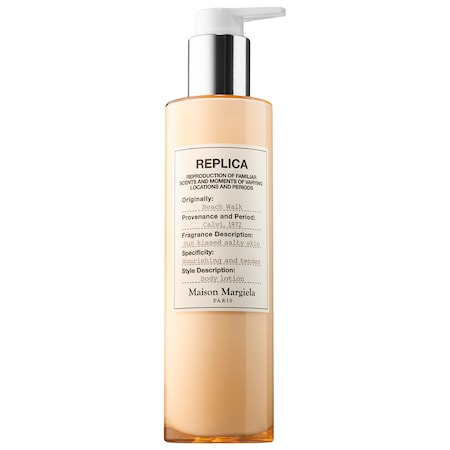 REPLICA
REPRODUCTION OF FAMILIAR
SCENTS AND MOMENTS OF VARYING
LOCATIONS AND PERIODS
Originally:
Beach Walk
Provenance and Period:
Calvi, 1972
Fragrance Description:
Sun kissed salty skin
Specificity:
Nourishing and tender
Style Description:
Body lotion
Maison Margiela
PARIS